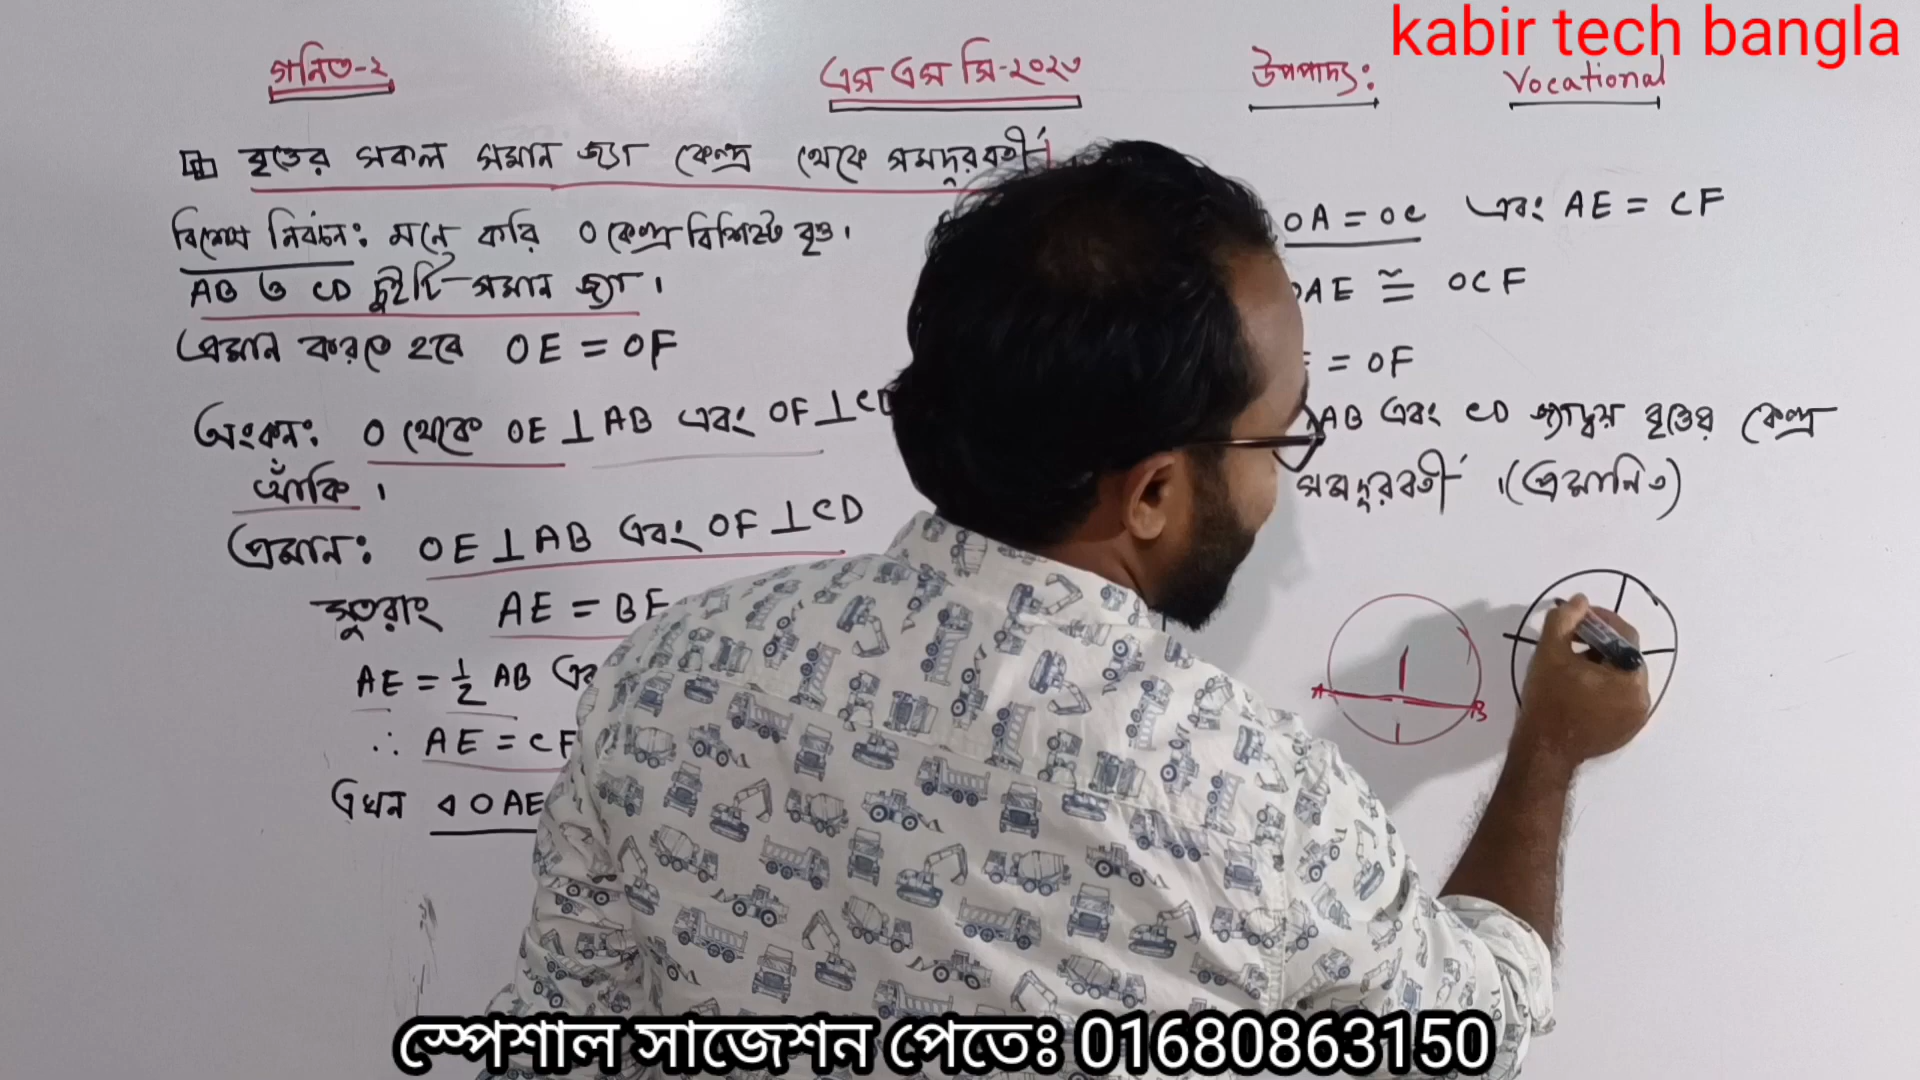 kabir tech bangla
গনিত-২
এস এস সি-২০২৩
উপপাদ্য:
Vocational
বৃত্তের সকল সমান জ্যা কেন্দ্র থেকে সমদূরবর্তী
বিশেষ নির্বচন: মনে করি O কেন্দ্র বিশিষ্ট বৃত্ত।
AB ও CD দুইটি সমান জ্যা।
প্রমান করতে হবে OE = OF
অংকন: O থেকে OE ⊥ AB এবং OF ⊥ CD
আঁকি।
প্রমান: OE ⊥ AB এবং OF ⊥ CD
সুতরাং AE = BE
AE = 1/2 AB
∴ AE = CF
এখন ∆ OAE
OA = OC এবং AE = CF
OAE ≅ OCF
= OF
AB এবং CD জ্যাদ্বয় বৃত্তের কেন্দ্র
সমদূরবর্তী। (প্রমানিত)
A B
স্পেশাল সাজেশন পেতেঃ 01680863150